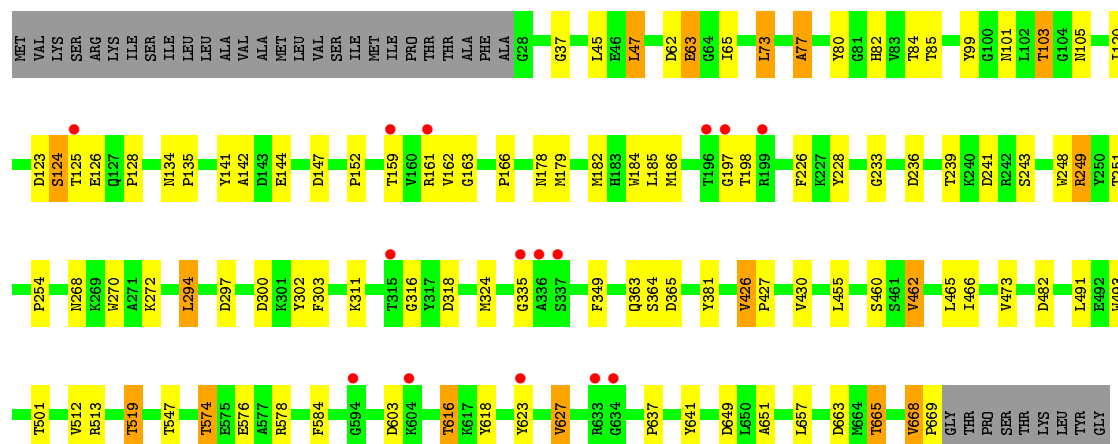 MET VAL LYS SER ARG LYS ILE SER ILE LEU LEU ALA VAL ALA MET LEU VAL SER ILE MET ILE PRO THR THR ALA PHE ALA G28 G37 L45 E46 L47 D62 E63 G64 I65 L73 A77 Y80 G81 H82 V83 T84 T85 Y99 G100 N101 L102 T103 G104 N105
D123 S124 T125 E126 Q127 P128 N134 P135 Y141 A142 D143 E144 D147 P152 T159 V160 R161 V162 G163 P166 N178 M179 M182 H183 W184 L185 M186 T196 G197 T198 R199 F226 K227 Y228 G233 D236 T239 K240 D241 R242 S243 W248 R249 Y250 T251
P254 N268 K269 W270 A271 K272 L294 D297 D300 K301 Y302 F303 K311 T315 G316 Y317 D318 M324 G335 A336 S337 F349 Q363 S364 D365 Y381 V426 P427 V430 L455 S460 S461 V462 L465 I466 V473 D482 L491 E492 W493
T501 V512 R513 T519 T547 T574 E575 E576 A577 R578 F584 G594 D603 K604 T616 K617 Y618 Y623 V627 R633 G634 P637 Y641 D649 L650 A651 L657 D663 M664 T665 V668 P669 GLY THR PRO SER THR LYS LEU TYR GLY